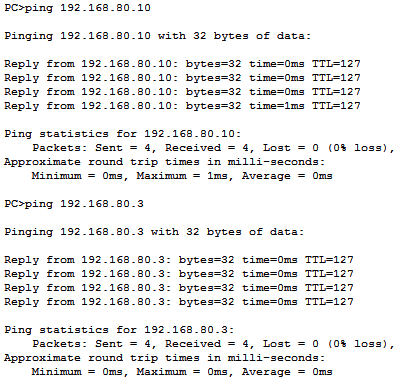 PC>ping 192.168.80.10
Pinging 192.168.80.10 with 32 bytes of data:
Reply from 192.168.80.10: bytes=32 time=0ms TTL=127
Reply from 192.168.80.10: bytes=32 time=0ms TTL=127
Reply from 192.168.80.10: bytes=32 time=0ms TTL=127
Reply from 192.168.80.10: bytes=32 time=1ms TTL=127
Ping statistics for 192.168.80.10:
    Packets: Sent = 4, Received = 4, Lost = 0 (0% loss),
Approximate round trip times in milli-seconds:
    Minimum = 0ms, Maximum = 1ms, Average = 0ms
PC>ping 192.168.80.3
Pinging 192.168.80.3 with 32 bytes of data:
Reply from 192.168.80.3: bytes=32 time=0ms TTL=127
Reply from 192.168.80.3: bytes=32 time=0ms TTL=127
Reply from 192.168.80.3: bytes=32 time=0ms TTL=127
Reply from 192.168.80.3: bytes=32 time=0ms TTL=127
Ping statistics for 192.168.80.3:
    Packets: Sent = 4, Received = 4, Lost = 0 (0% loss),
Approximate round trip times in milli-seconds:
    Minimum = 0ms, Maximum = 0ms, Average = 0ms